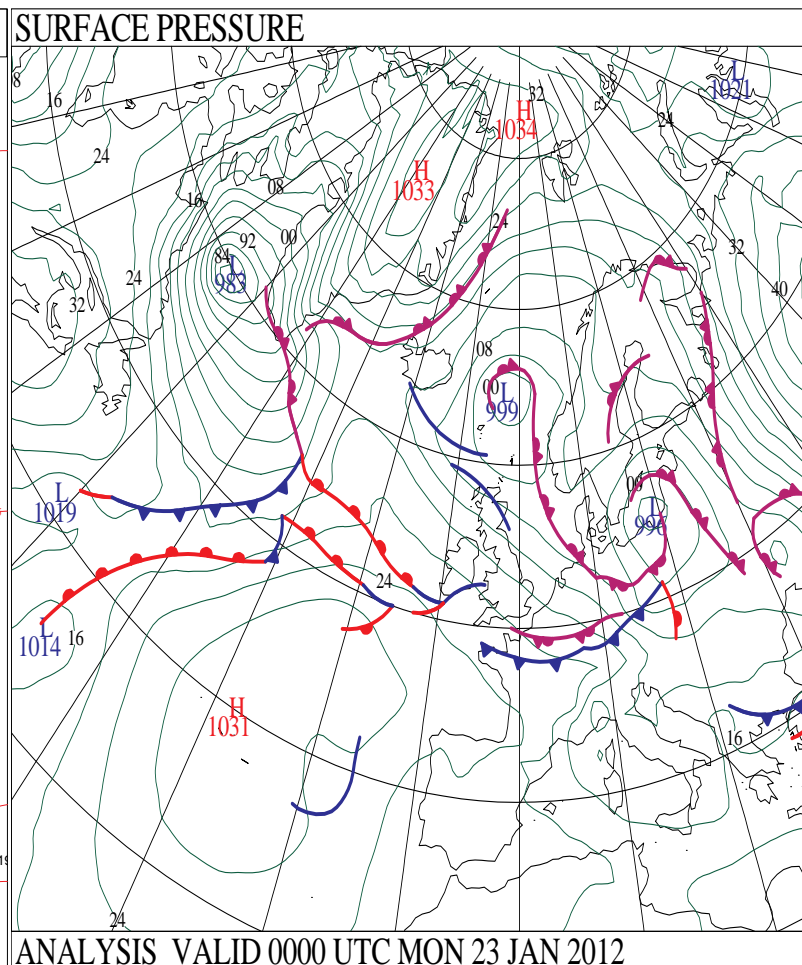 SURFACE PRESSURE
8
16
24
L
1021
32
H
1034
24
H
1033
16
08
24
32
84
92
00
L
983
24
32
40
08
00
L
999
L
1019
00
L
996
24
L
1014
16
H
1031
16
24
ANALYSIS VALID 0000 UTC MON 23 JAN 2012